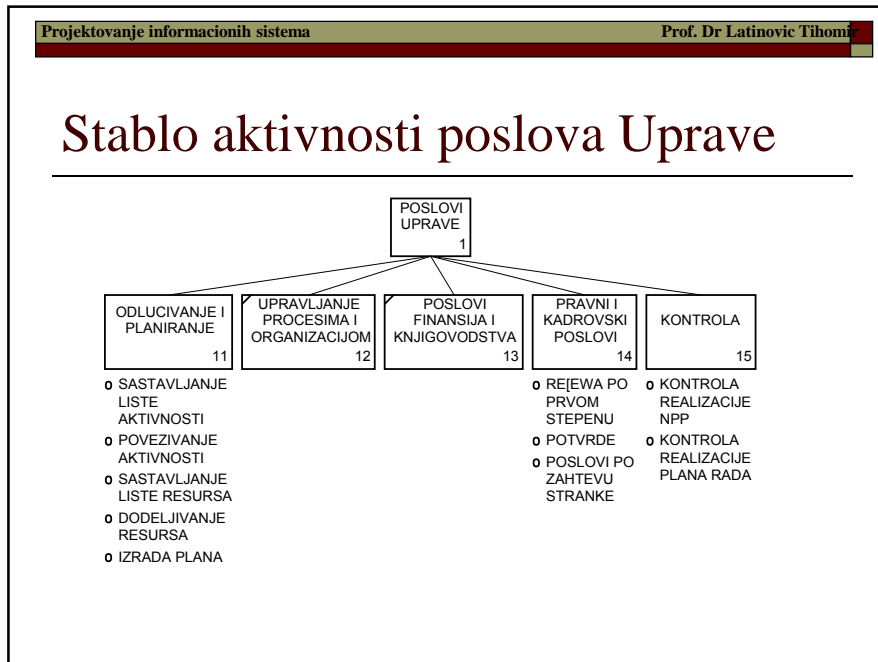 Projektovanje informacionih sistema Prof. Dr Latinovic Tihomir
Stablo aktivnosti poslova Uprave
POSLOVI
UPRAVE
1
ODLUCIVANJE I
PLANIRANJE
11
UPRAVLJANJE
PROCESIMA I
ORGANIZACIJOM
12
POSLOVI
FINANSIJA I
KNJIGOVODSTVA
13
PRAVNI I
KADROVSKI
POSLOVI
14
KONTROLA
15
o SASTAVLJANJE
LISTE
AKTIVNOSTI
o POVEZIVANJE
AKTIVNOSTI
o SASTAVLJANJE
LISTE RESURSA
o DODELJIVANJE
RESURSA
o IZRADA PLANA
o RE[EWA PO
PRVOM
STEPENU
o POTVRDE
o POSLOVI PO
ZAHTEVU
STRANKE
o KONTROLA
REALIZACIJE
NPP
o KONTROLA
REALIZACIJE
PLANA RADA